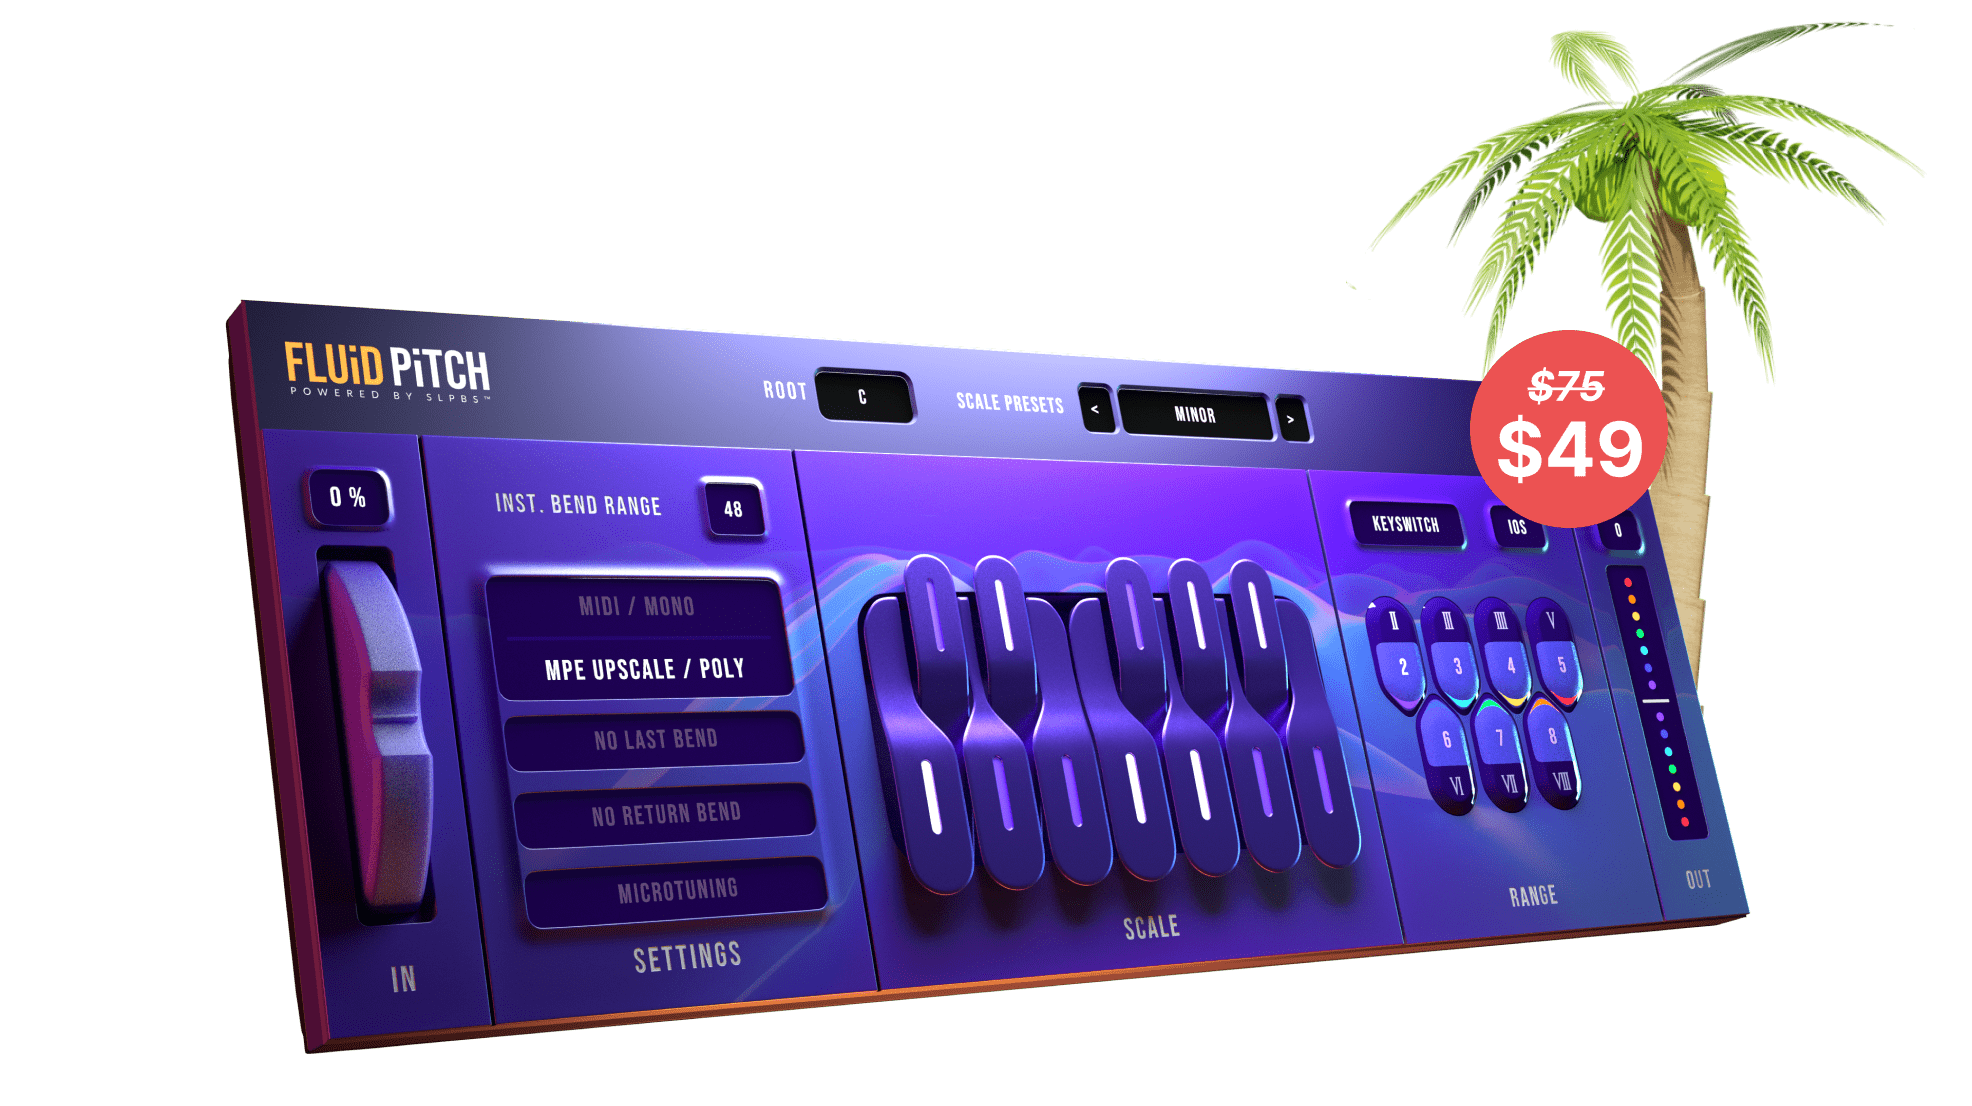 FLUiD PiTCH
POWERED BY SLPBS™
ROOT
C
SCALE PRESETS
<
MINOR
>
$75
$49
0 %
IN
INST. BEND RANGE
48
MIDI / MONO
MPE UPSCALE / POLY
NO LAST BEND
NO RETURN BEND
MICROTUNING
SETTINGS
SCALE
KEYSWITCH
IOS
II
III
IIII
V
2
3
4
5
6
7
8
VI
VII
VIII
RANGE
0
OUT